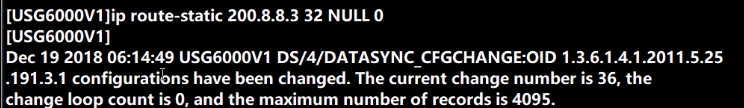 [USG6000V1]ip route-static 200.8.8.3 32 NULL 0
[USG6000V1]
Dec 19 2018 06:14:49 USG6000V1 DS/4/DATASYNC_CFGCHANGE:OID 1.3.6.1.4.1.2011.5.25
.191.3.1 configurations have been changed. The current change number is 36, the
change loop count is 0, and the maximum number of records is 4095.